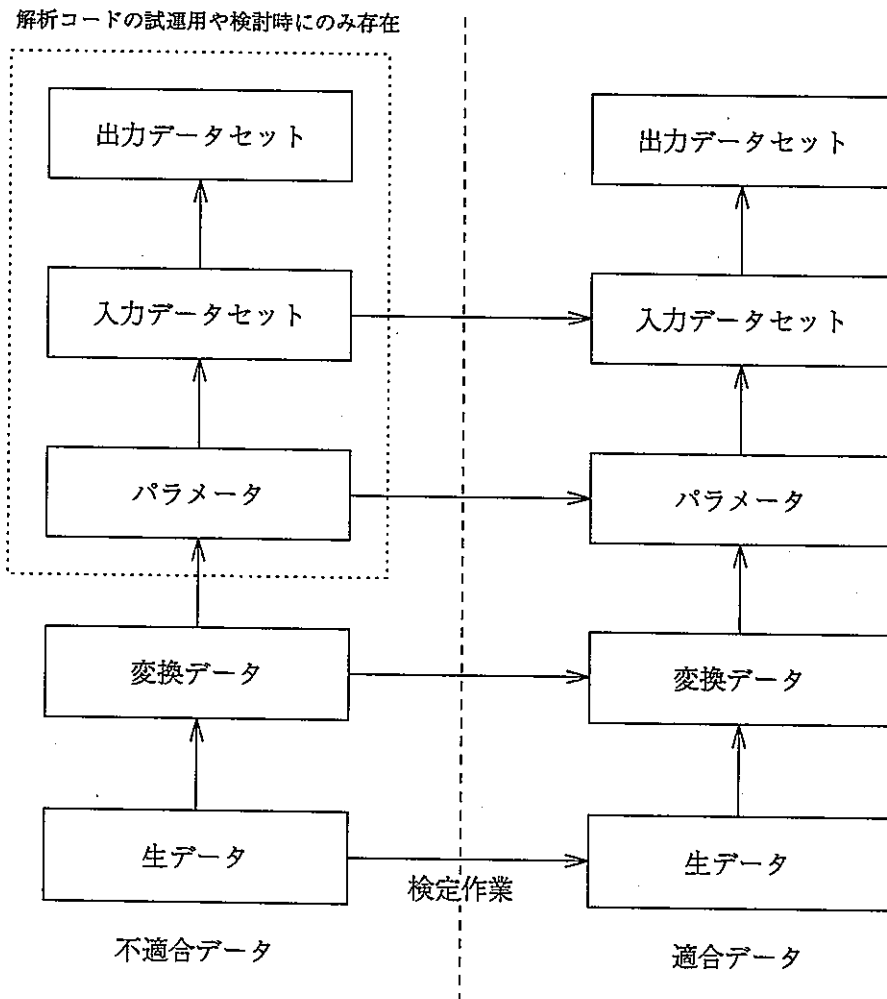 解析コードの試運用や検討時にのみ存在
出力データセット
出力データセット
入力データセット
入力データセット
パラメータ
パラメータ
変換データ
変換データ
生データ
生データ
検定作業
不適合データ
適合データ